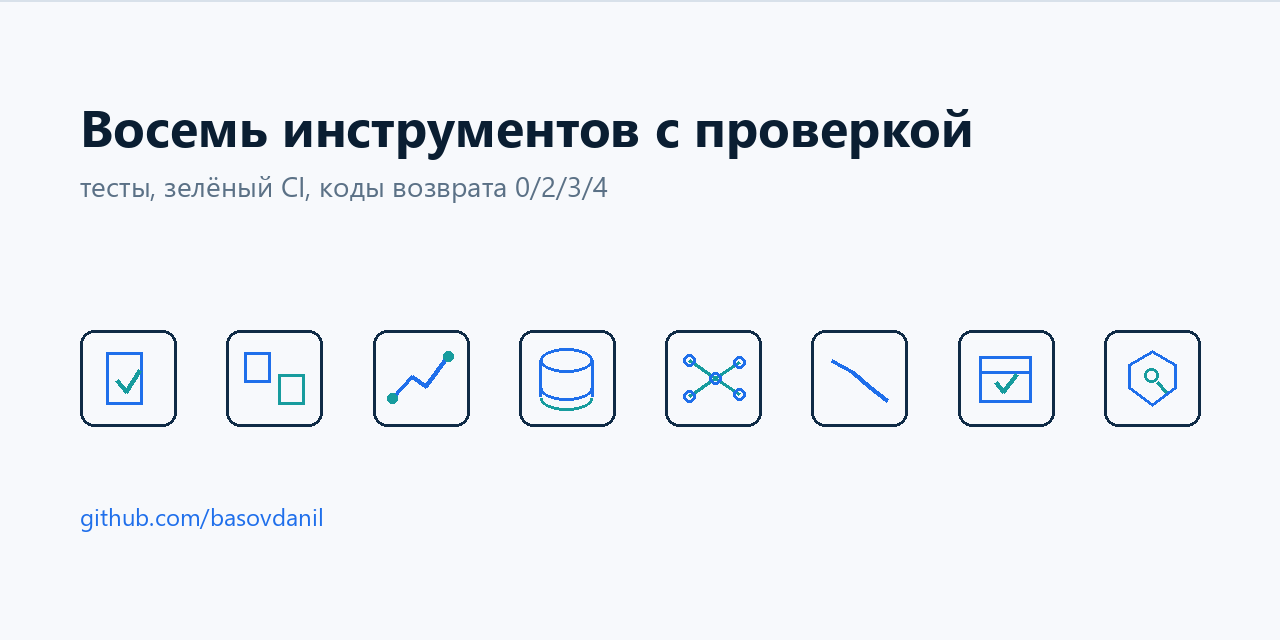 Восемь инструментов с проверкой
тесты, зелёный CI, коды возврата 0/2/3/4
github.com/basovdanil